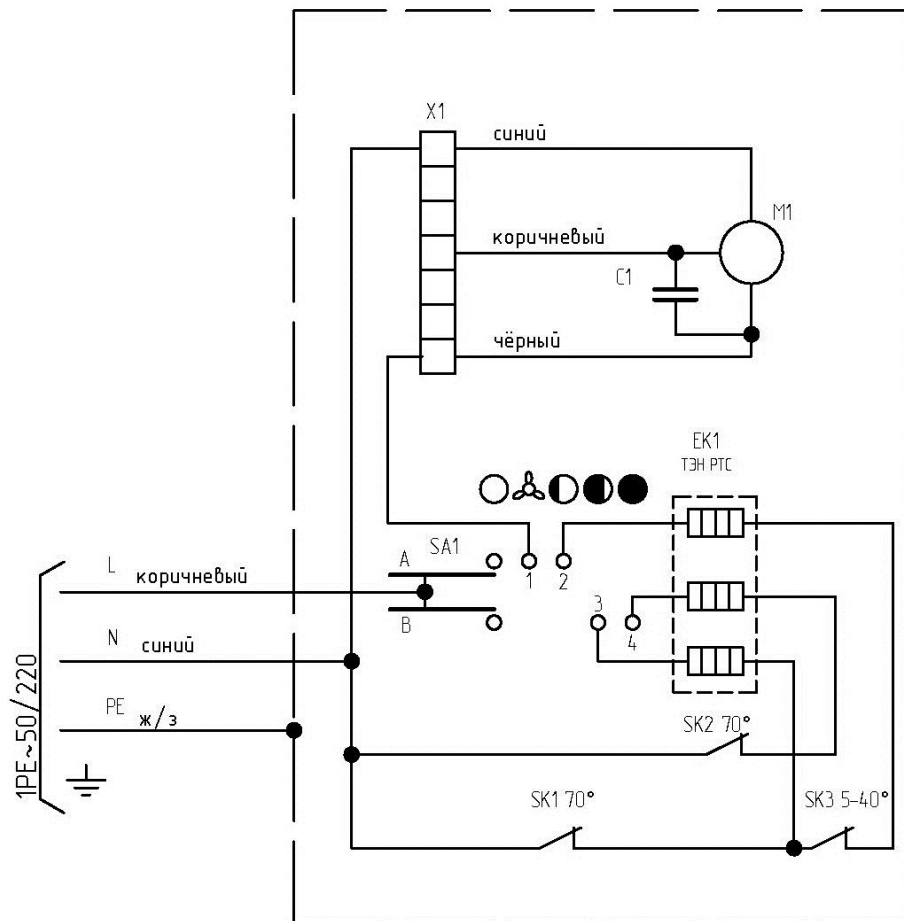 X1
синий
M1
коричневый
C1
чёрный
EK1
ТЭН PTC
A
SA1
L
коричневый
1
2
B
3
4
N
синий
PE
ж/з
1PE~50/220
SK2 70°
SK1 70°
SK3 5-40°